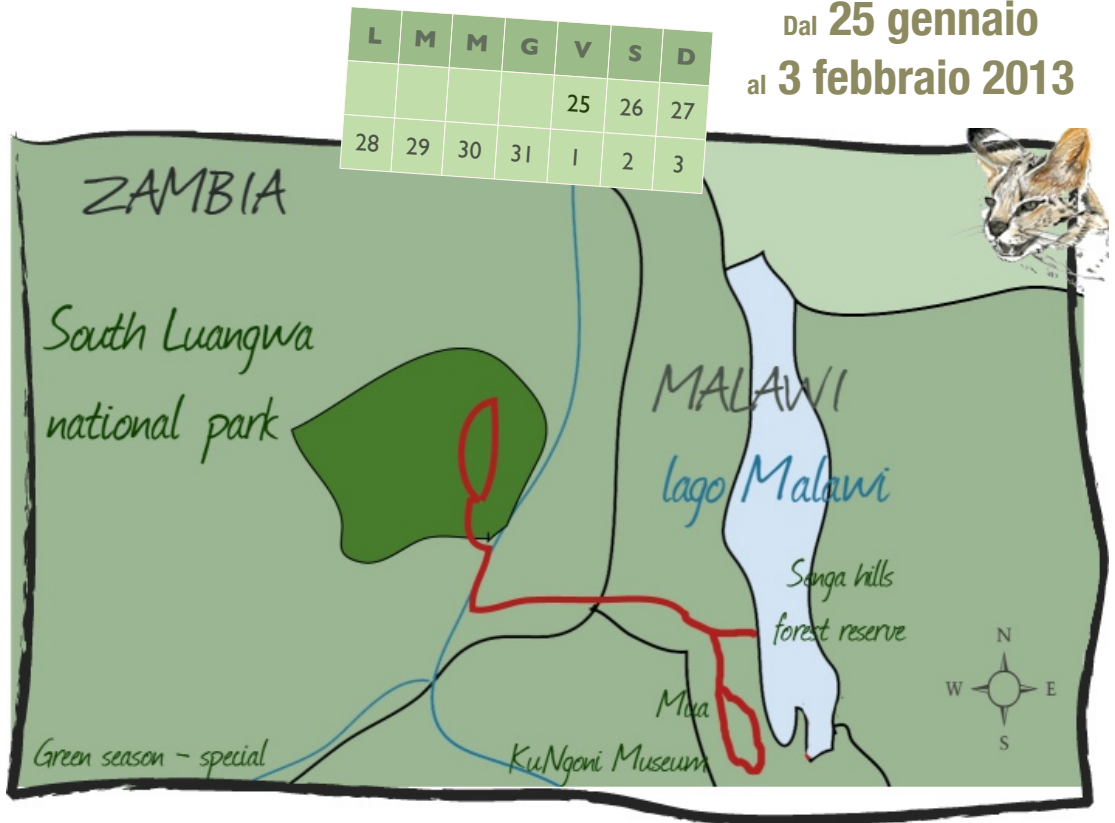 Dal 25 gennaio
al 3 febbraio 2013
L M M G V S D
25 26 27
28 29 30 31 1 2 3
ZAMBIA
South Luangwa
national park
MALAWI
lago Malawi
Senga hills
forest reserve
Mua
KuNgoni Museum
Green season - special
N
W E
S